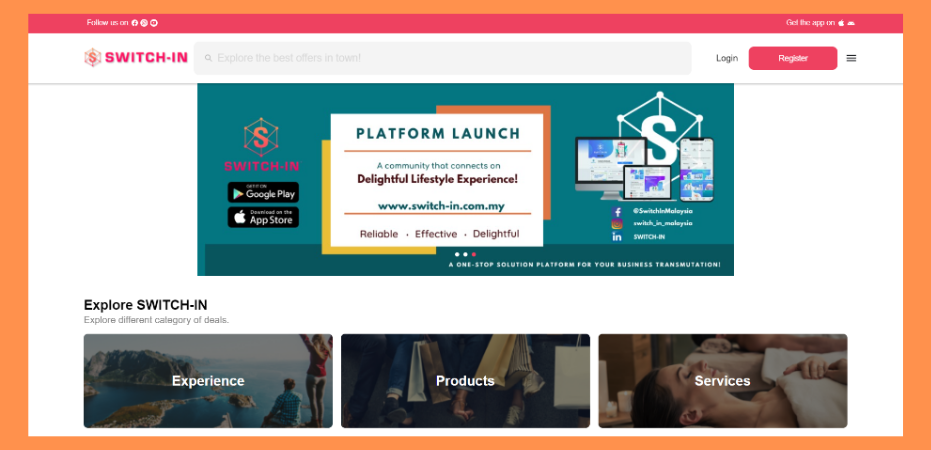 Follow us on
Get the app on
SWITCH-IN
Explore the best offers in town!
Login
Register
SWITCH-IN
GET IT ON
Google Play
Download on the
App Store
PLATFORM LAUNCH
A community that connects on
Delightful Lifestyle Experience!
www.switch-in.com.my
Reliable · Effective · Delightful
@SwitchInMalaysia
switch_in_malaysia
SWITCH-IN
A ONE-STOP SOLUTION PLATFORM FOR YOUR BUSINESS TRANSMUTATION!
Explore SWITCH-IN
Explore different category of deals.
Experience
Products
Services